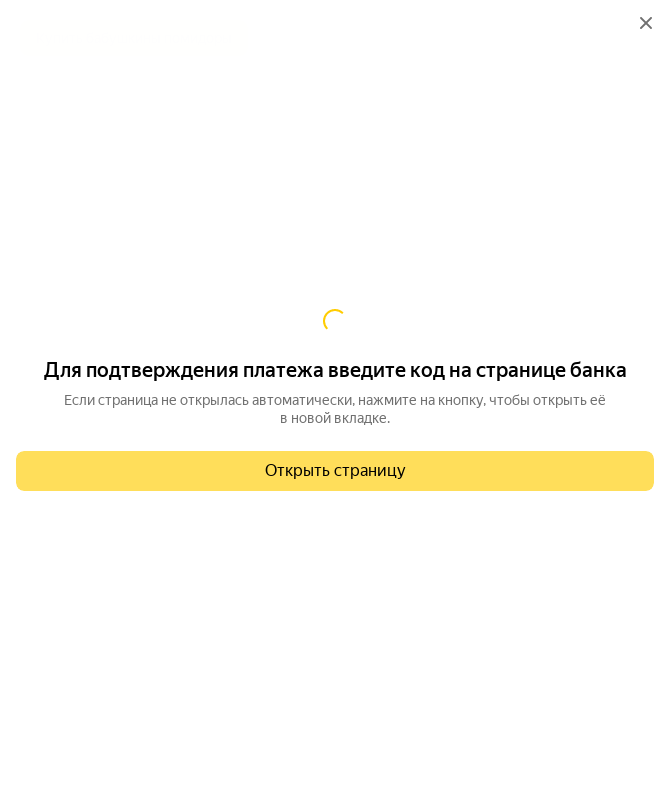 Для подтверждения платежа введите код на странице банка
Если страница не открылась автоматически, нажмите на кнопку, чтобы открыть её
в новой вкладке.
Открыть страницу